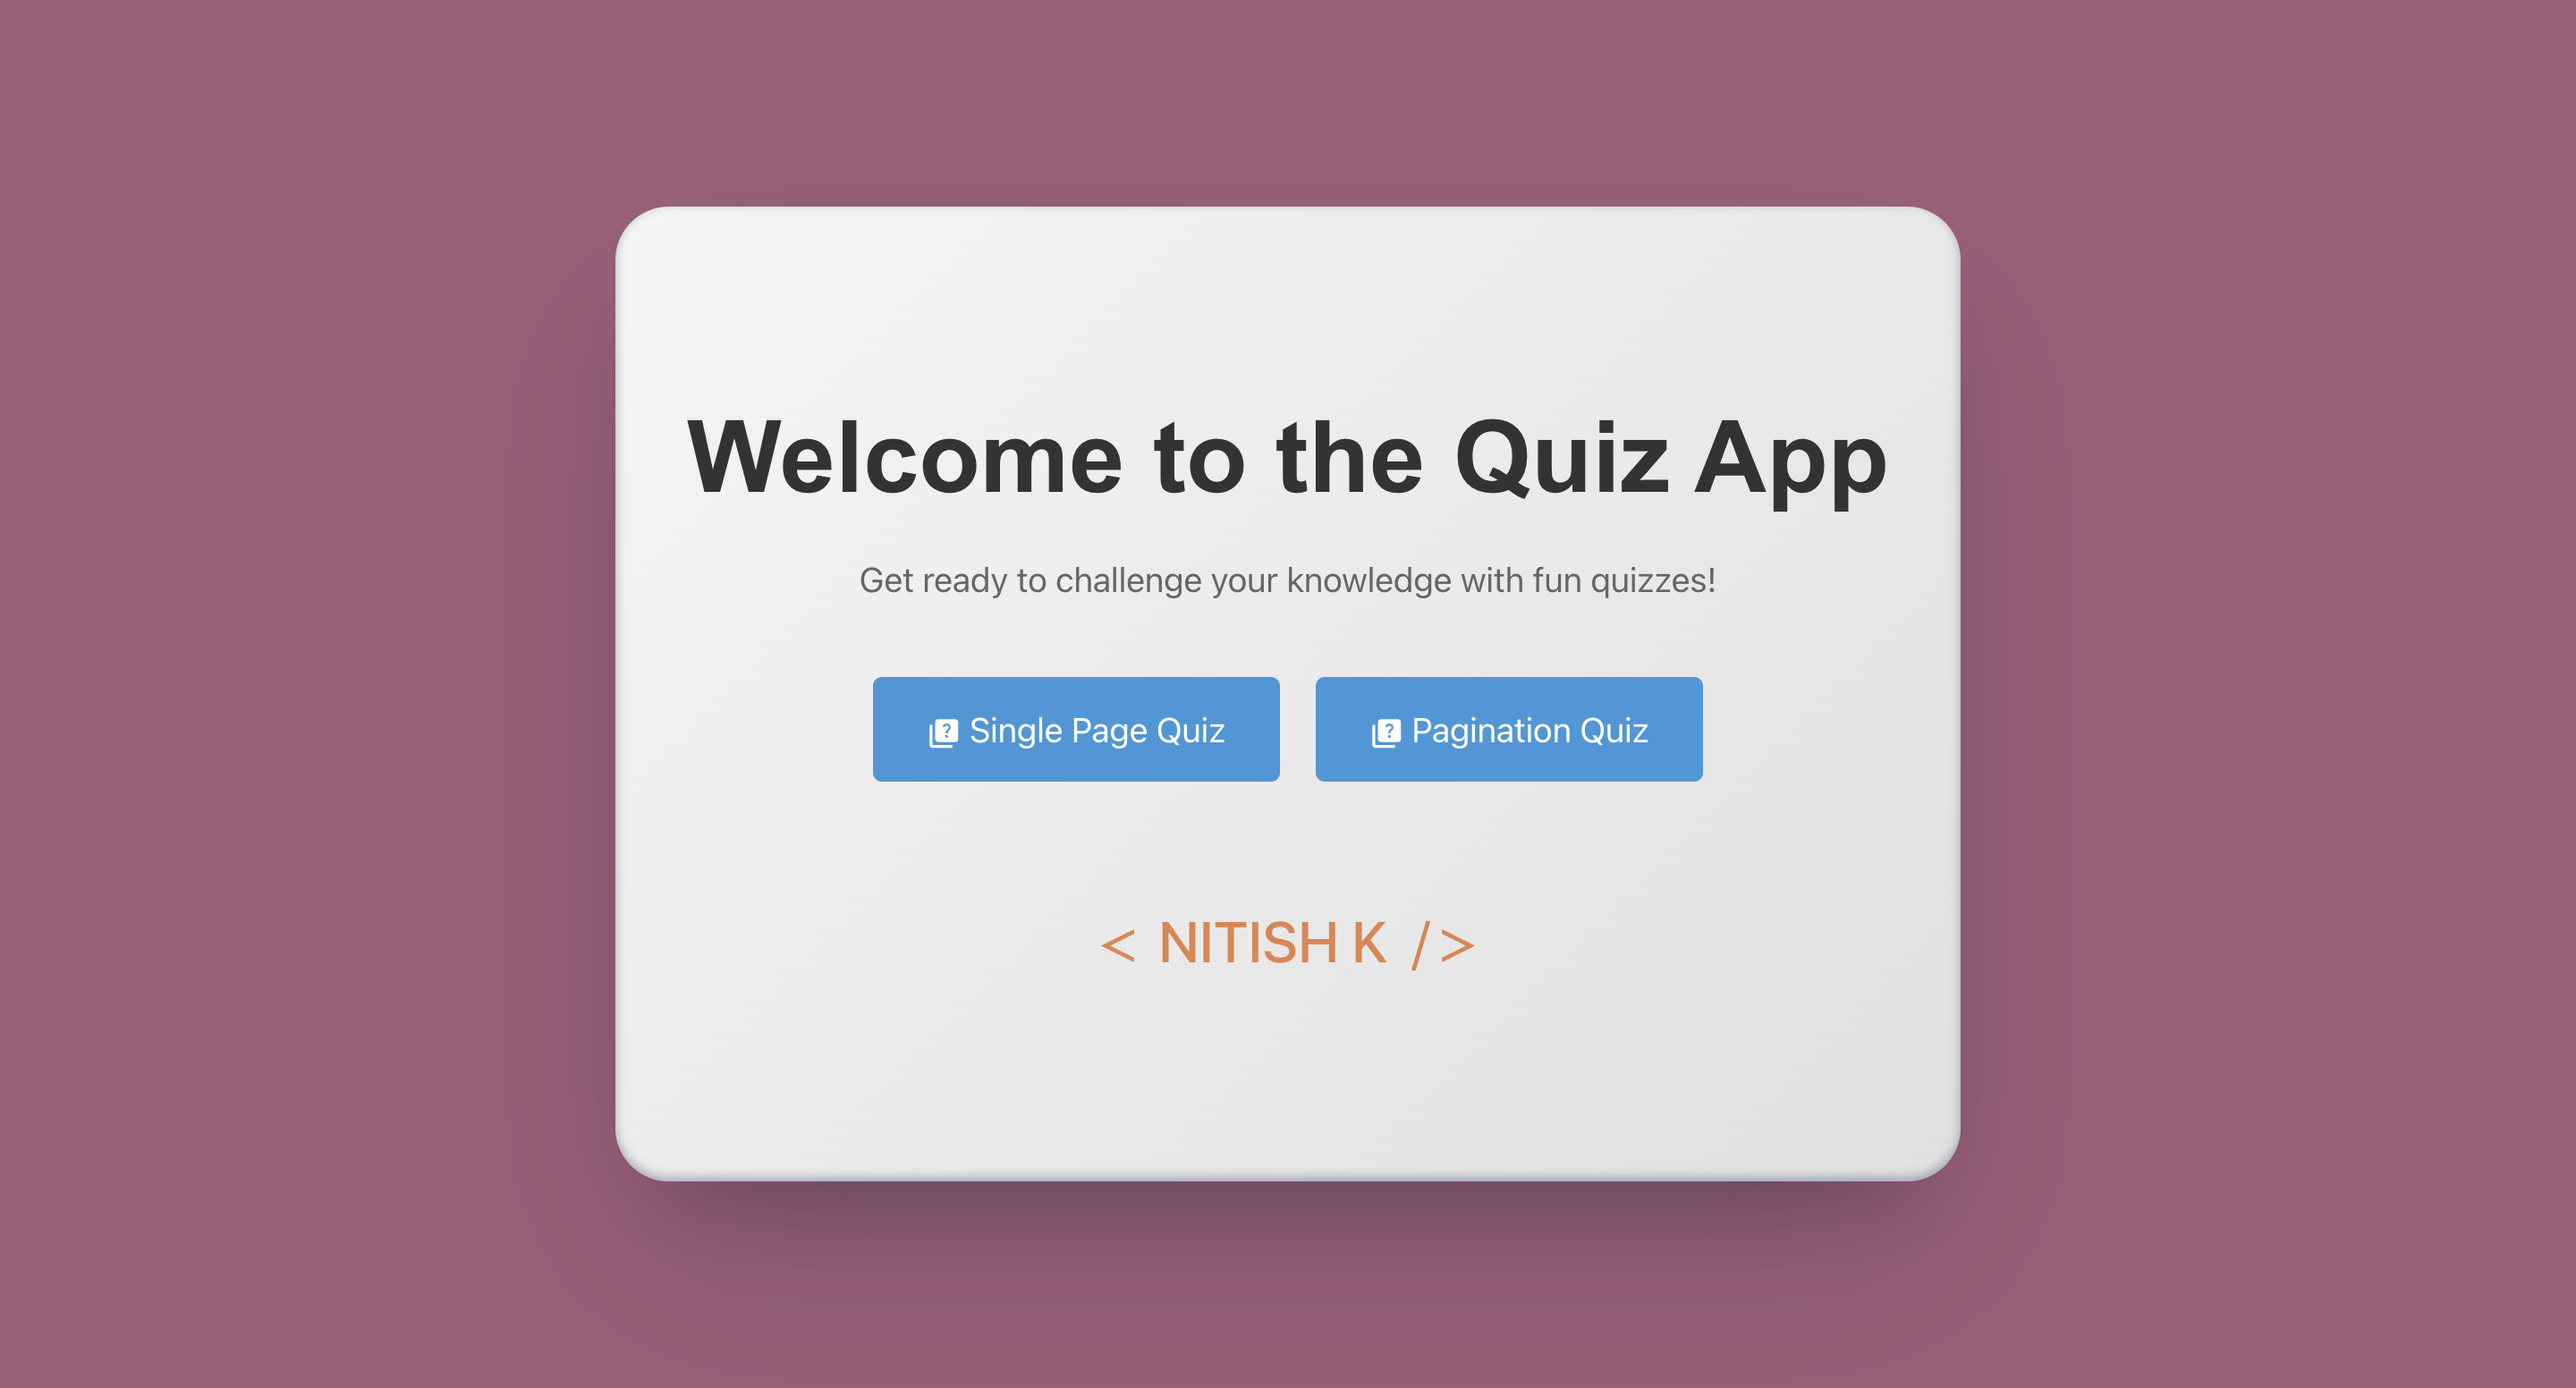 Welcome to the Quiz App
Get ready to challenge your knowledge with fun quizzes!
Single Page Quiz
Pagination Quiz
< NITISH K />